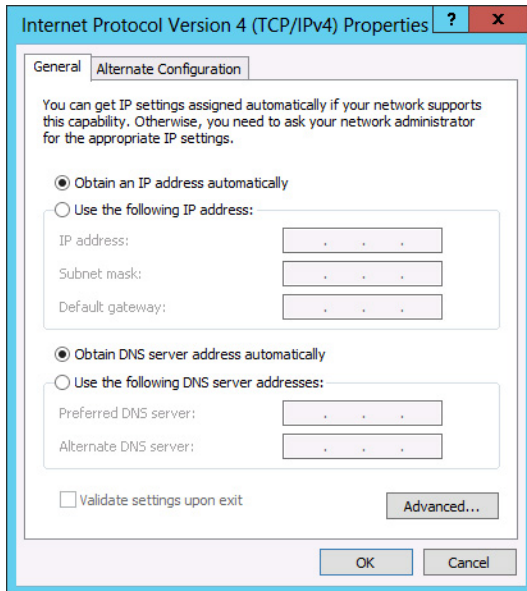 Internet Protocol Version 4 (TCP/IPv4) Properties ? x
General Alternate Configuration
You can get IP settings assigned automatically if your network supports
this capability. Otherwise, you need to ask your network administrator
for the appropriate IP settings.
Obtain an IP address automatically
Use the following IP address:
IP address: . . .
Subnet mask: . . .
Default gateway: . . .
Obtain DNS server address automatically
Use the following DNS server addresses:
Preferred DNS server: . . .
Alternate DNS server: . . .
Validate settings upon exit
Advanced...
OK Cancel